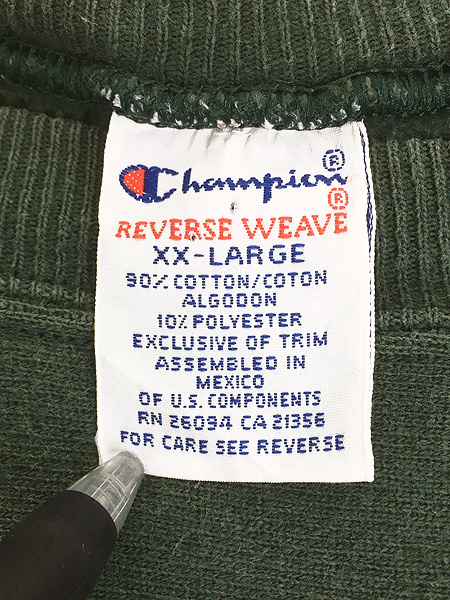 Champion®
REVERSE WEAVE®
XX-LARGE
90% COTTON/COTON
ALGODON
10% POLYESTER
EXCLUSIVE OF TRIM
ASSEMBLED IN
MEXICO
OF U.S. COMPONENTS
RN 26094 CA 21356
FOR CARE SEE REVERSE